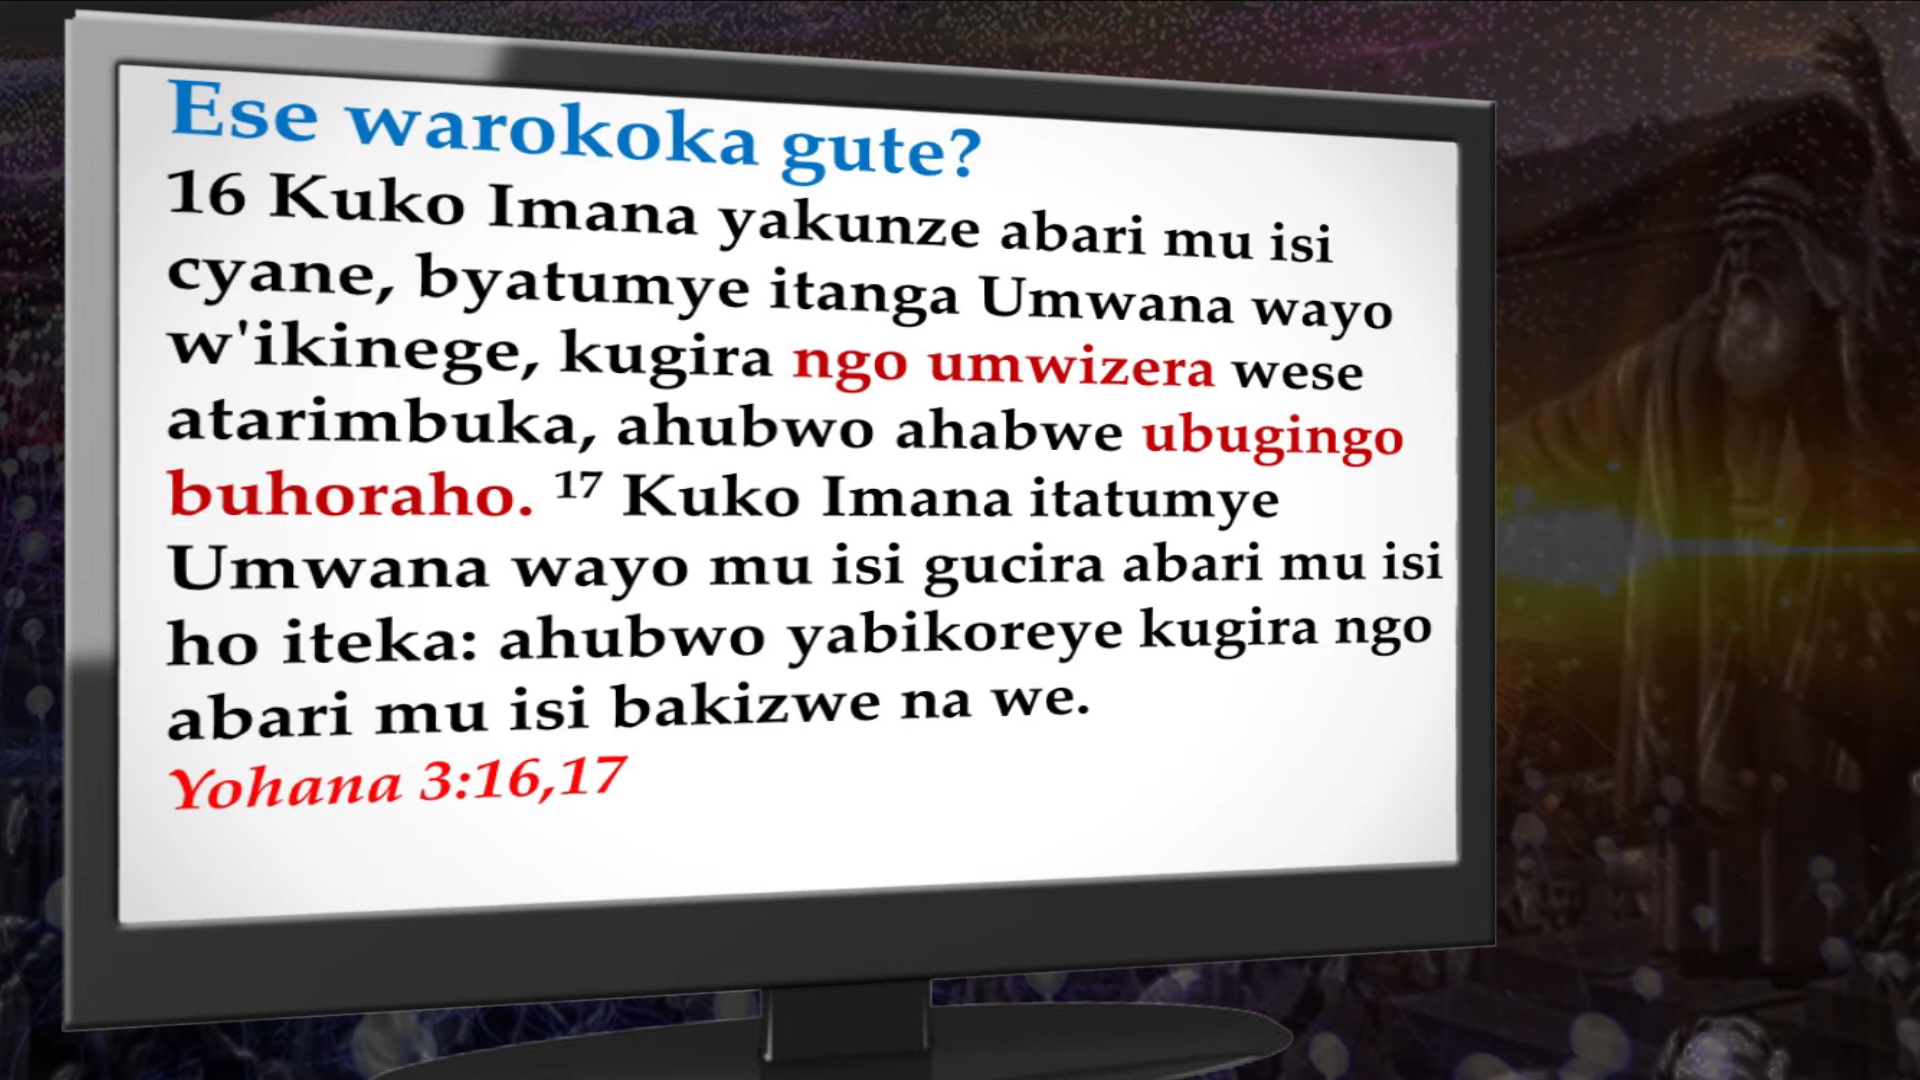 Ese warokoka gute?
16 Kuko Imana yakunze abari mu isi
cyane, byatumye itanga Umwana wayo
w'ikinege, kugira ngo umwizera wese
atarimbuka, ahubwo ahabwe ubugingo
buhoraho. 17 Kuko Imana itatumye
Umwana wayo mu isi gucira abari mu isi
ho iteka: ahubwo yabikoreye kugira ngo
abari mu isi bakizwe na we.
Yohana 3:16,17